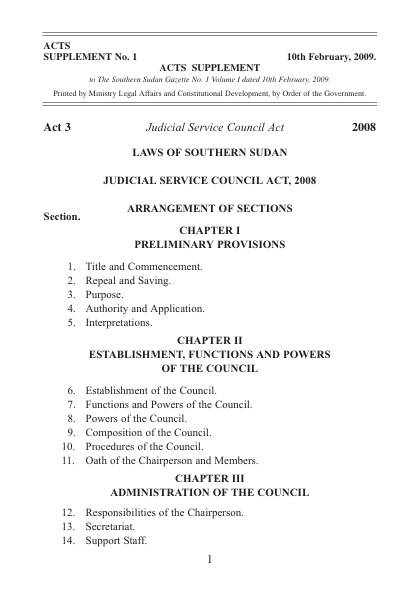 ACTS
SUPPLEMENT No. 1 10th February, 2009.
ACTS SUPPLEMENT
to The Southern Sudan Gazette No. 1 Volume I dated 10th February, 2009.
Printed by Ministry Legal Affairs and Constitutional Development, by Order of the Government.
Act 3 Judicial Service Council Act 2008
LAWS OF SOUTHERN SUDAN
JUDICIAL SERVICE COUNCIL ACT, 2008
ARRANGEMENT OF SECTIONS
Section.
CHAPTER I
PRELIMINARY PROVISIONS
1. Title and Commencement.
2. Repeal and Saving.
3. Purpose.
4. Authority and Application.
5. Interpretations.
CHAPTER II
ESTABLISHMENT, FUNCTIONS AND POWERS
OF THE COUNCIL
6. Establishment of the Council.
7. Functions and Powers of the Council.
8. Powers of the Council.
9. Composition of the Council.
10. Procedures of the Council.
11. Oath of the Chairperson and Members.
CHAPTER III
ADMINISTRATION OF THE COUNCIL
12. Responsibilities of the Chairperson.
13. Secretariat.
14. Support Staff.
1